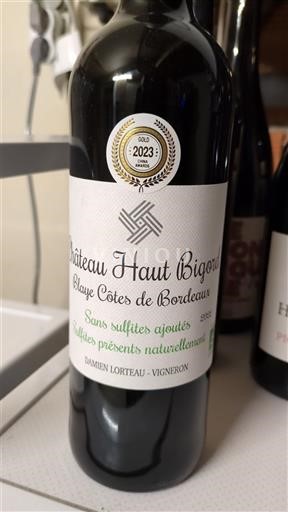 GOLD
2023
CHINA
AWARDS
Château Haut Bigor
Blaye Côtes de Bordeaux
Sans sulfites ajoutés
Sulfites présents naturellement
DAMIEN LORTEAU - VIGNERON
H